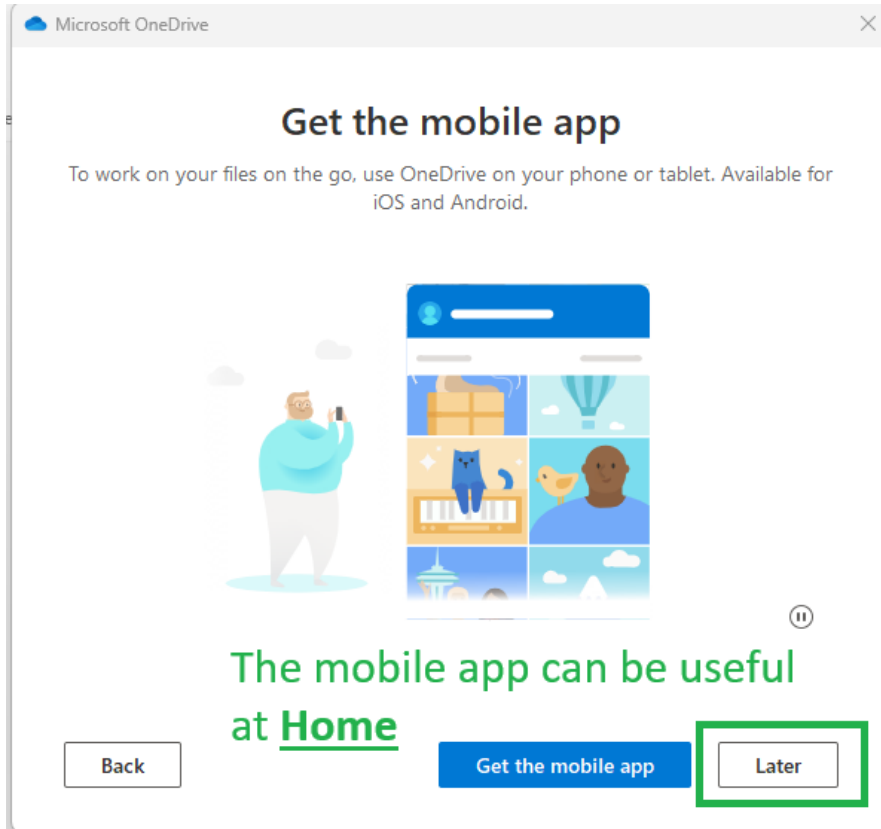 Microsoft OneDrive
Get the mobile app
To work on your files on the go, use OneDrive on your phone or tablet. Available for
iOS and Android.
The mobile app can be useful
at Home
Back
Get the mobile app
Later